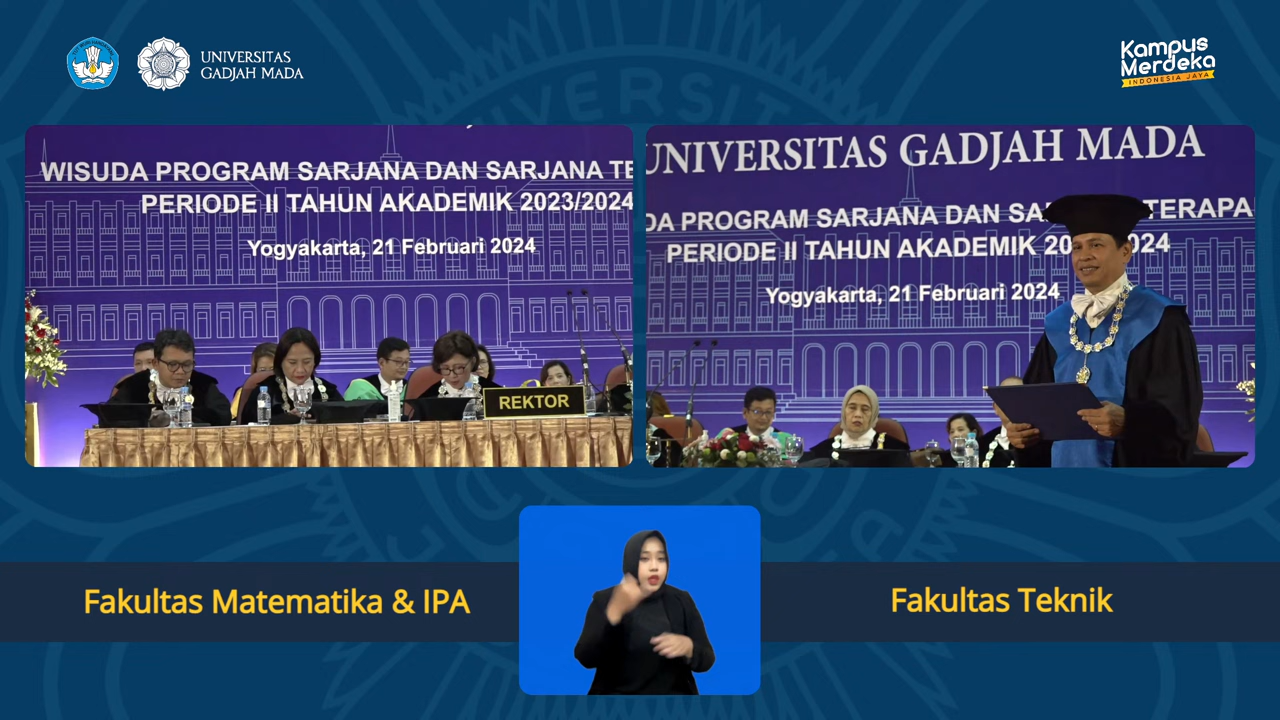 UNIVERSITAS
GADJAH MADA
Kampus
Merdeka
INDONESIA JAYA
WISUDA PROGRAM SARJANA DAN SARJANA TE
PERIODE II TAHUN AKADEMIK 2023/2024
Yogyakarta, 21 Februari 2024
REKTOR
UNIVERSITAS GADJAH MADA
DA PROGRAM SARJANA DAN SA TERAPA
PERIODE II TAHUN AKADEMIK 20 2024
Yogyakarta, 21 Februari 2024
Fakultas Matematika & IPA
Fakultas Teknik